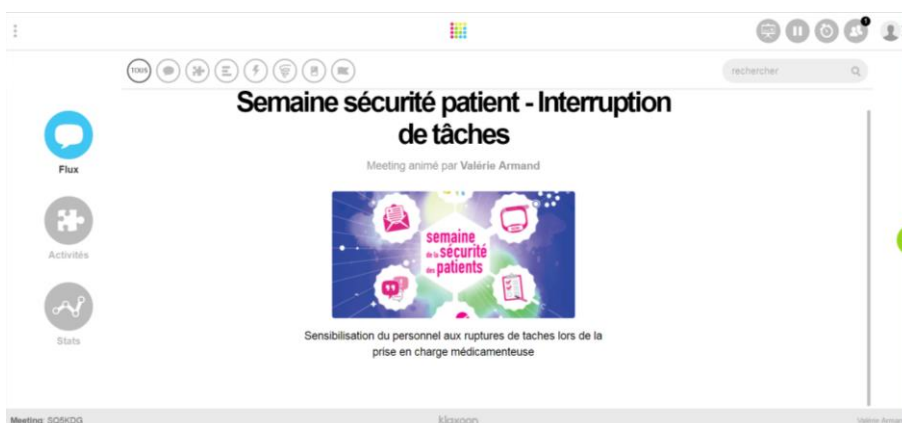 1
TOUS
rechercher
Semaine sécurité patient - Interruption
de tâches
Meeting animé par Valérie Armand
Flux
Activités
Stats
semaine
de la sécurité
des patients
Sensibilisation du personnel aux ruptures de taches lors de la
prise en charge médicamenteuse
Meeting: SQ5KDG
klaxoon
Valérie Arman